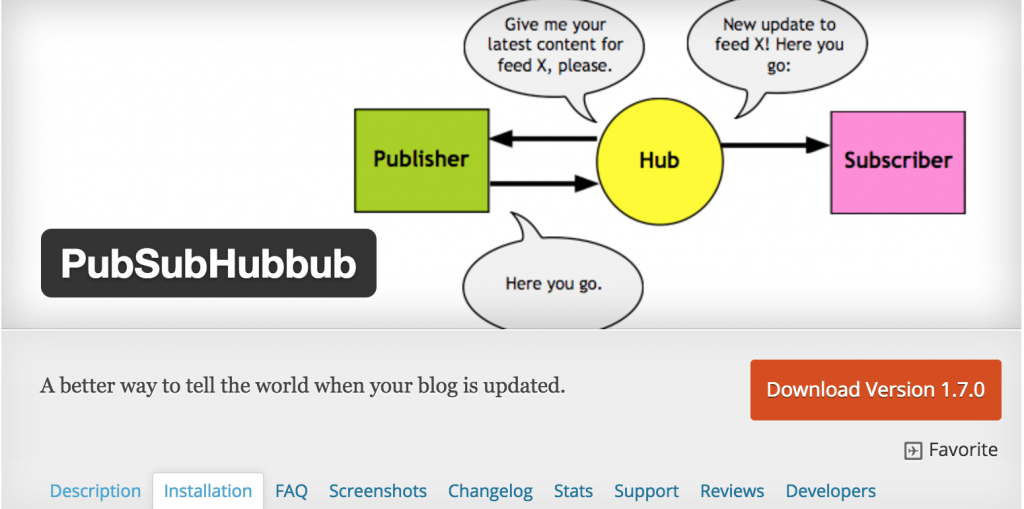 Give me your
latest content for
feed X, please.
New update to
feed X! Here you
go:
Publisher
Hub
Subscriber
Here you go.
PubSubHubbub
A better way to tell the world when your blog is updated.
Download Version 1.7.0
Favorite
Description Installation FAQ Screenshots Changelog Stats Support Reviews Developers